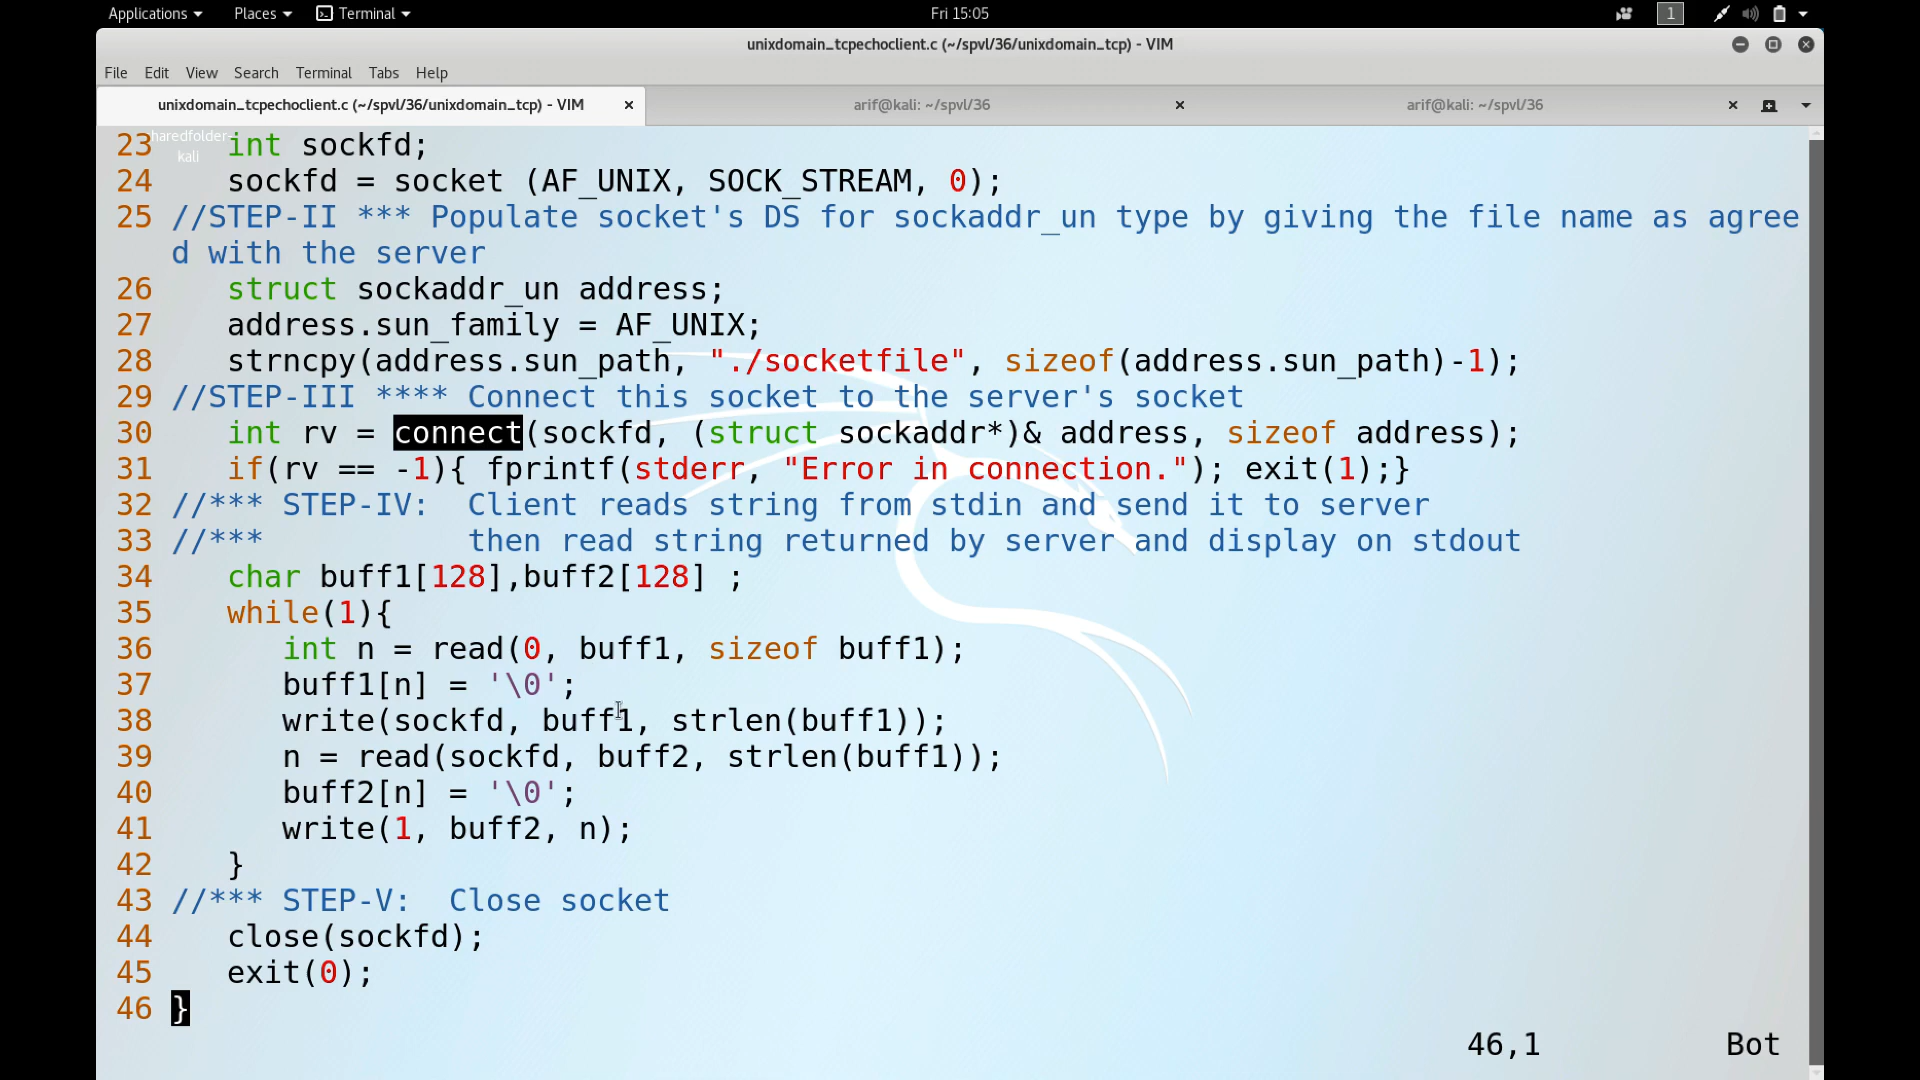 Applications Places Terminal Fri 15:05 1
unixdomain_tcpechoclient.c (~/spvl/36/unixdomain_tcp) - VIM
File Edit View Search Terminal Tabs Help
unixdomain_tcpechoclient.c (~/spvl/36/unixdomain_tcp) - VIM arif@kali: ~/spvl/36 arif@kali: ~/spvl/36
haredfolder-
kali
23 int sockfd;
24 sockfd = socket (AF_UNIX, SOCK_STREAM, 0);
25 //STEP-II *** Populate socket's DS for sockaddr_un type by giving the file name as agree
d with the server
26 struct sockaddr_un address;
27 address.sun_family = AF_UNIX;
28 strncpy(address.sun_path, "./socketfile", sizeof(address.sun_path)-1);
29 //STEP-III **** Connect this socket to the server's socket
30 int rv = connect(sockfd, (struct sockaddr*)& address, sizeof address);
31 if(rv == -1){ fprintf(stderr, "Error in connection."); exit(1);}
32 //*** STEP-IV: Client reads string from stdin and send it to server
33 //*** then read string returned by server and display on stdout
34 char buff1[128],buff2[128] ;
35 while(1){
36 int n = read(0, buff1, sizeof buff1);
37 buff1[n] = '\0';
38 write(sockfd, buff1, strlen(buff1));
39 n = read(sockfd, buff2, strlen(buff1));
40 buff2[n] = '\0';
41 write(1, buff2, n);
42 }
43 //*** STEP-V: Close socket
44 close(sockfd);
45 exit(0);
46 }
46,1 Bot